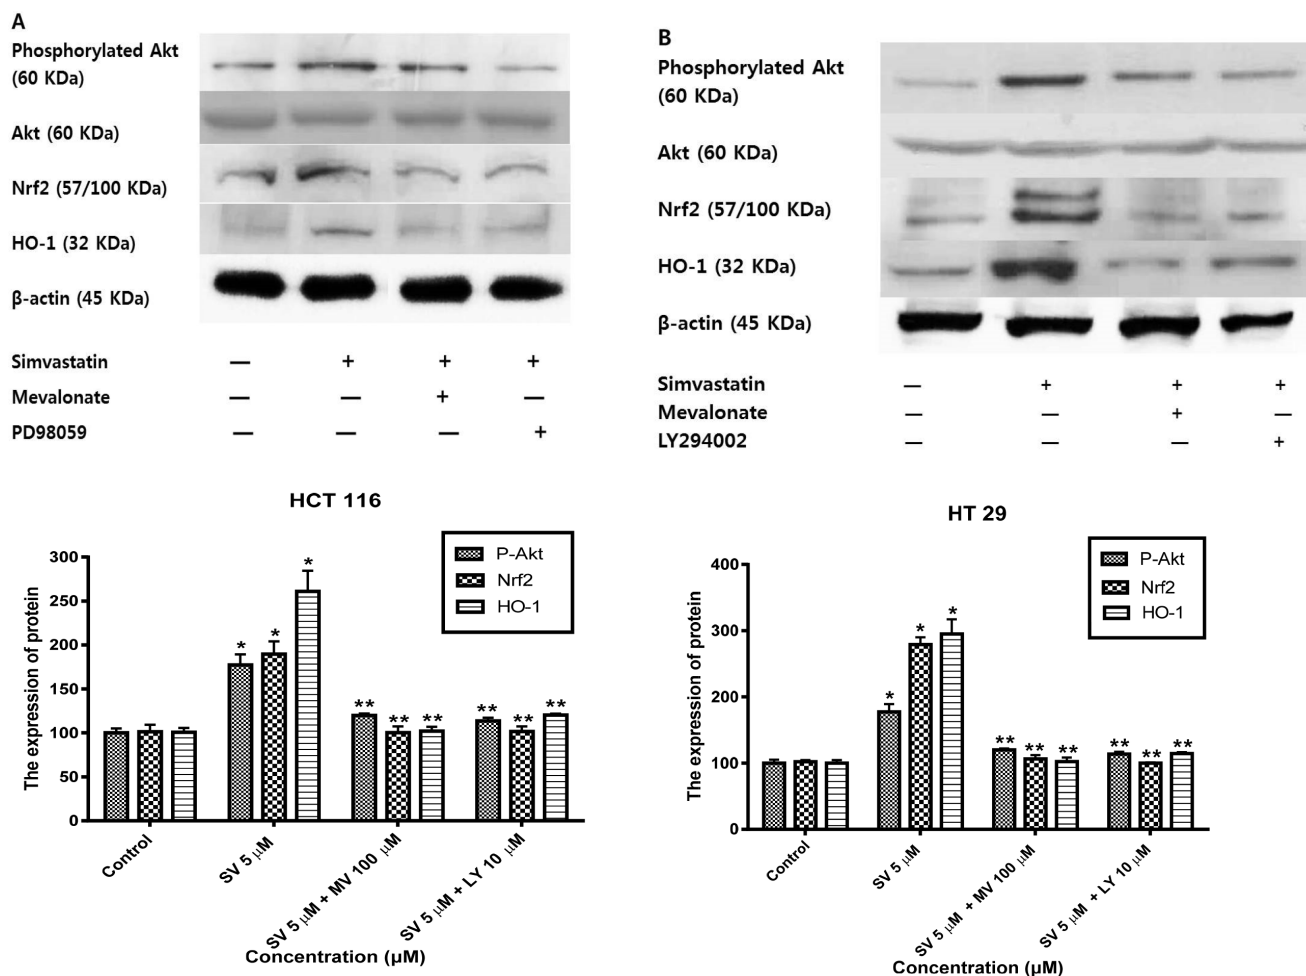 A
Phosphorylated Akt
(60 KDa)
Akt (60 KDa)
Nrf2 (57/100 KDa)
HO-1 (32 KDa)
β-actin (45 KDa)
Simvastatin — + + +
Mevalonate — — + —
PD98059 — — — +
HCT 116
P-Akt
Nrf2
HO-1
The expression of protein
300
250
200
150
100
50
0
*
*
*
**
**
**
**
**
**
Control
SV 5 μM
SV 5 μM + MV 100 μM
SV 5 μM + LY 10 μM
Concentration (μM)
B
Phosphorylated Akt
(60 KDa)
Akt (60 KDa)
Nrf2 (57/100 KDa)
HO-1 (32 KDa)
β-actin (45 KDa)
Simvastatin — + + +
Mevalonate — — + —
LY294002 — — — +
HT 29
P-Akt
Nrf2
HO-1
The expression of protein
400
300
200
100
0
*
*
*
**
**
**
**
**
**
Control
SV 5 μM
SV 5 μM + MV 100 μM
SV 5 μM + LY 10 μM
Concentration (μM)